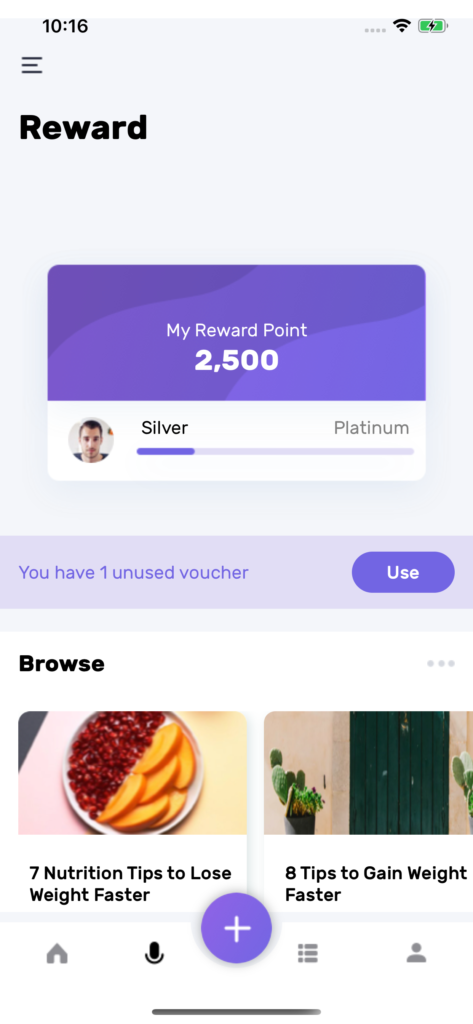 10:16
Reward
My Reward Point
2,500
Silver
Platinum
You have 1 unused voucher
Use
Browse
7 Nutrition Tips to Lose
Weight Faster
8 Tips to Gain Weight
Faster